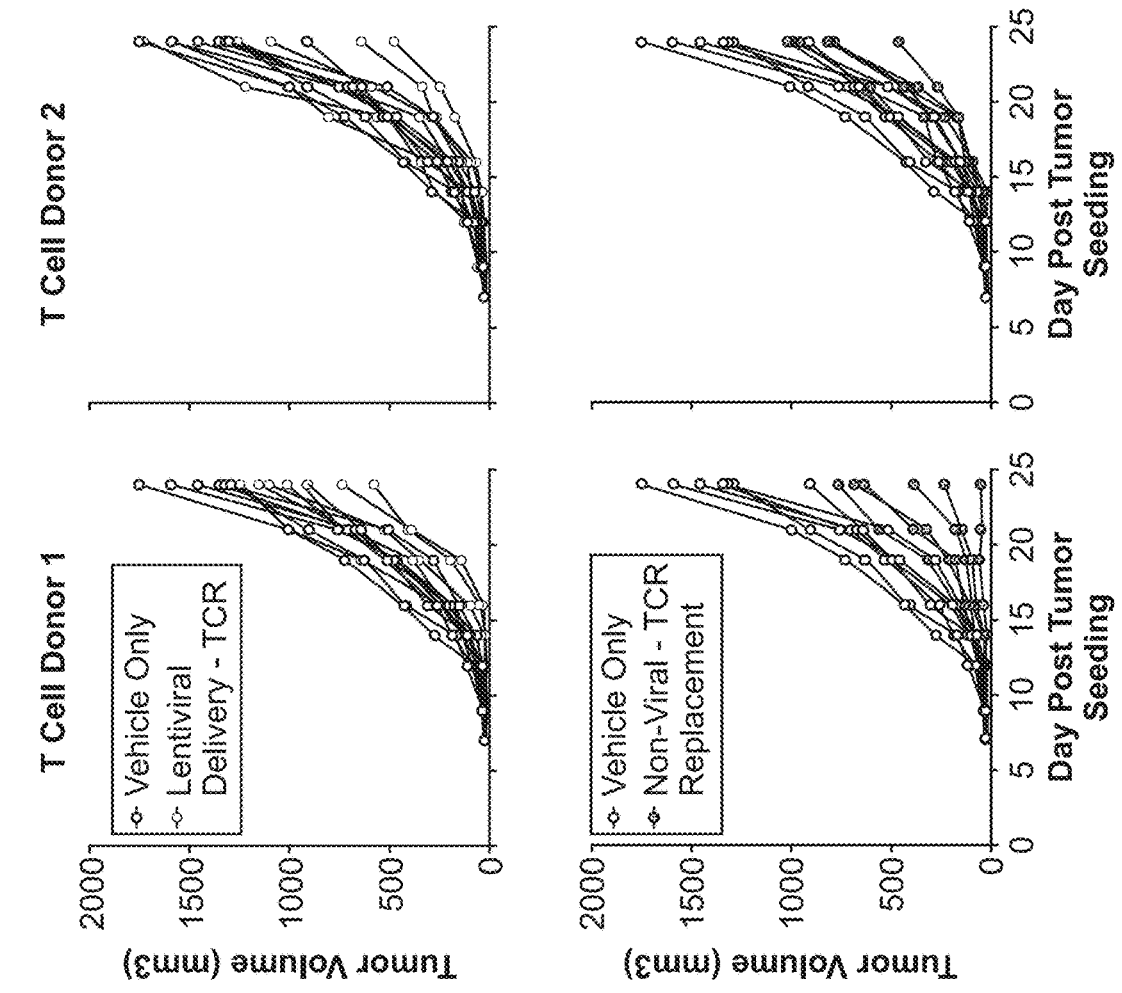 T Cell Donor 1
T Cell Donor 2
Tumor Volume (mm3)
2000
1500
1000
500
0
Vehicle Only
Lentiviral
Delivery - TCR
Tumor Volume (mm3)
2000
1500
1000
500
0
Vehicle Only
Non-Viral - TCR
Replacement
0 5 10 15 20 25
Day Post Tumor
Seeding
0 5 10 15 20 25
Day Post Tumor
Seeding